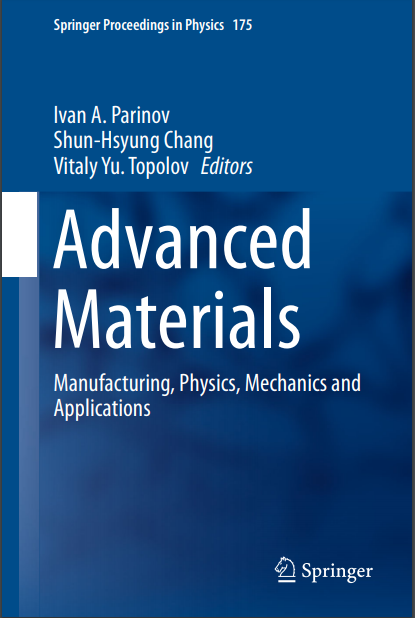 Springer Proceedings in Physics 175
Ivan A. Parinov
Shun-Hsyung Chang
Vitaly Yu. Topolov Editors
Advanced
Materials
Manufacturing, Physics, Mechanics and
Applications
Springer